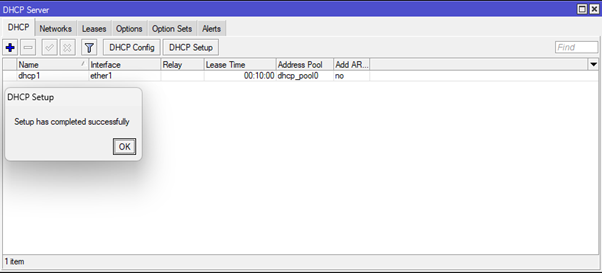 DHCP Server
DHCP Networks Leases Options Option Sets Alerts
DHCP Config DHCP Setup Find
Name / Interface Relay Lease Time Address Pool Add AR...
dhcp1 ether1 00:10:00 dhcp_pool0 no
DHCP Setup
Setup has completed successfully
OK
1 item